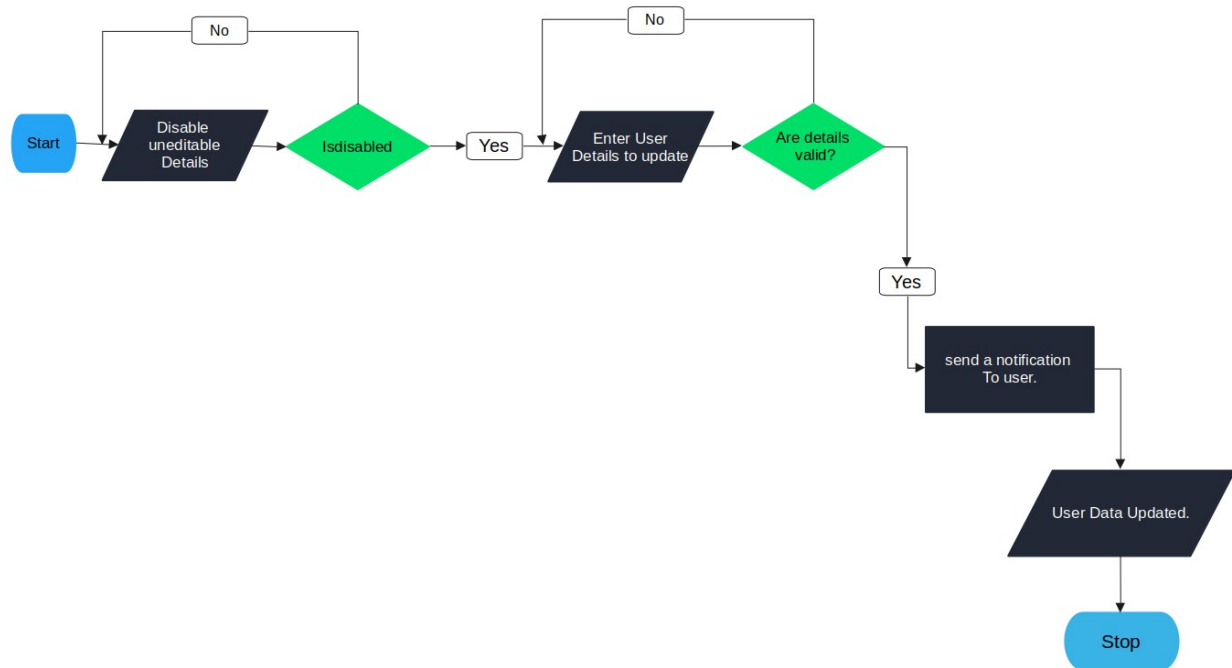 No
No
Start
Disable
uneditable
Details
Isdisabled
Yes
Enter User
Details to update
Are details
valid?
Yes
send a notification
To user.
User Data Updated.
Stop